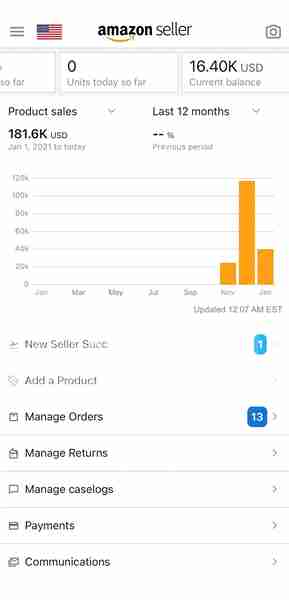 amazon seller
0
16.40K USD
so far
Units today so far
Current balance
Product sales
Last 12 months
181.6K USD
-- %
Jan 1, 2021 to today
Previous period
120k
100k
80k
60k
40k
20k
0
Jan Mar May Jul Sep Nov Jan
Updated 12:07 AM EST
New Seller Succ
1
Add a Product
Manage Orders
13
Manage Returns
Manage caselogs
Payments
Communications